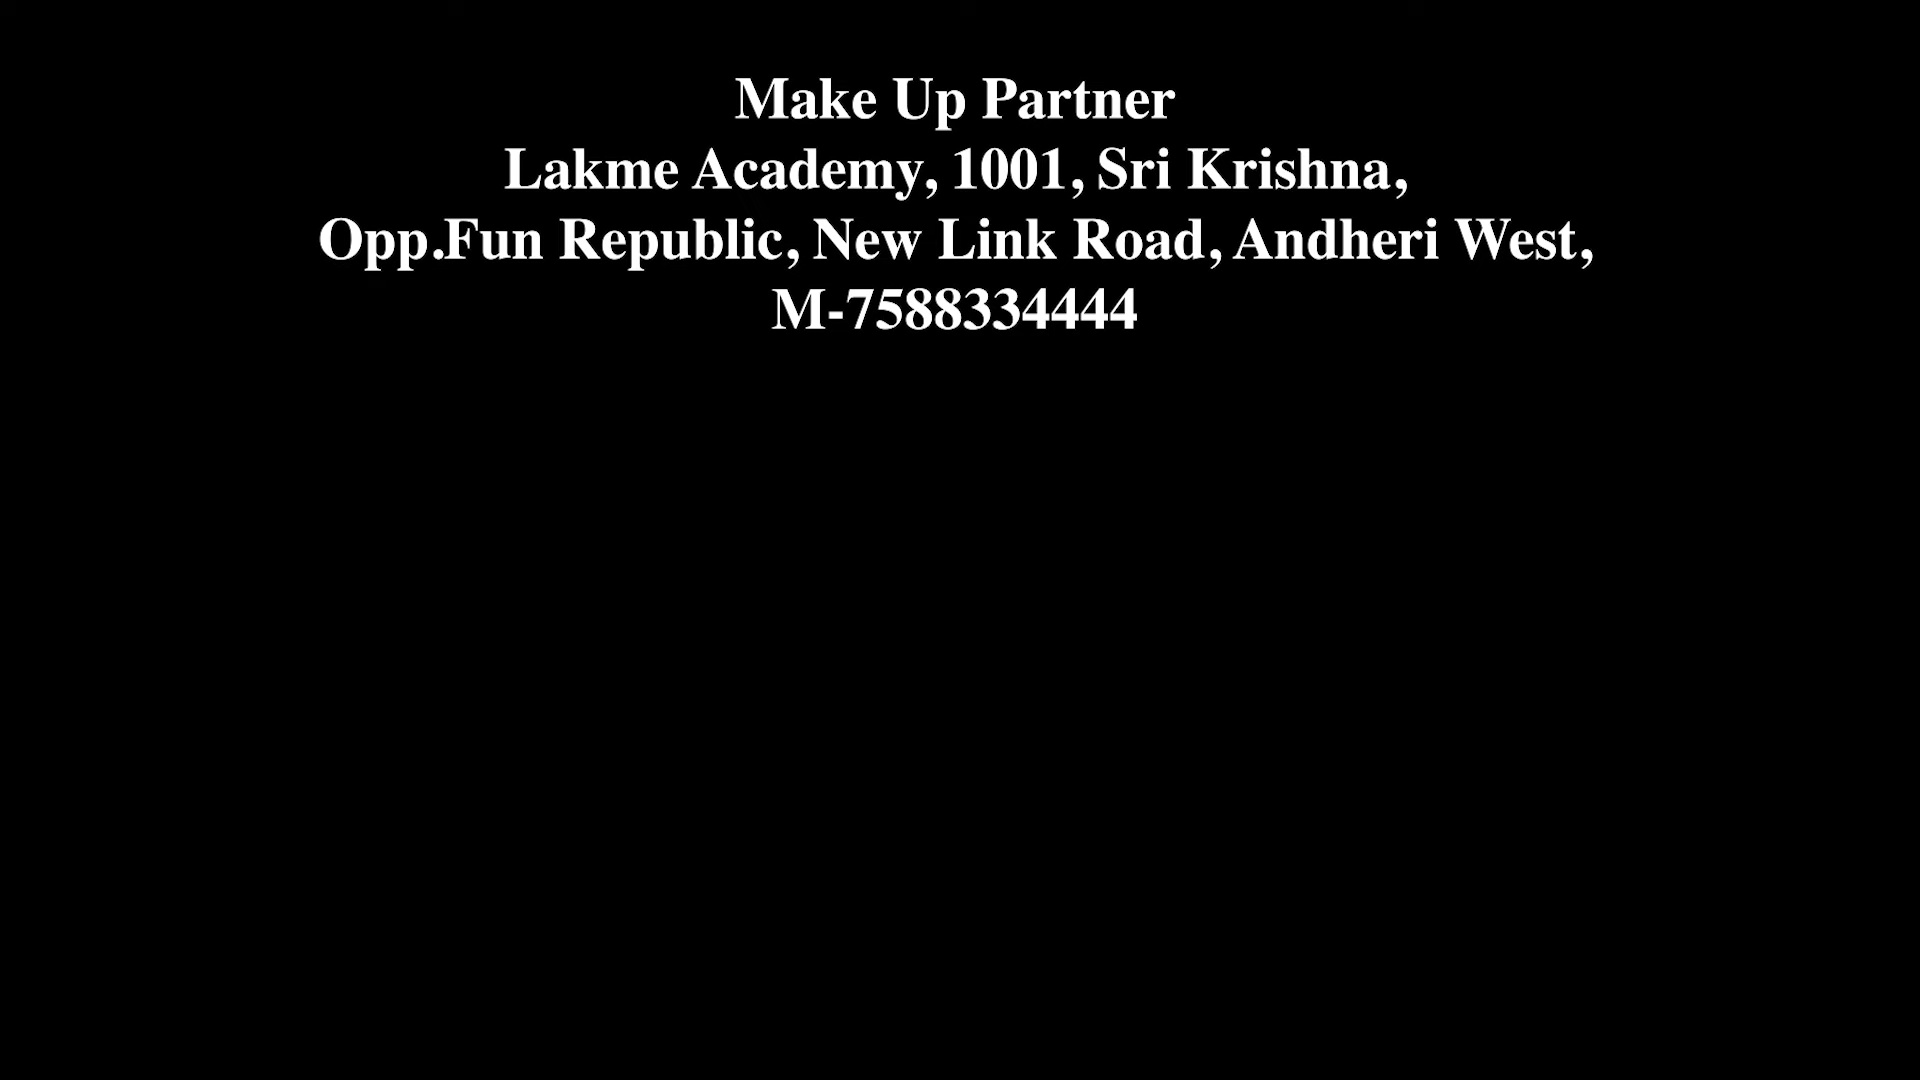 Make Up Partner
Lakme Academy, 1001, Sri Krishna,
Opp.Fun Republic, New Link Road, Andheri West,
M-7588334444